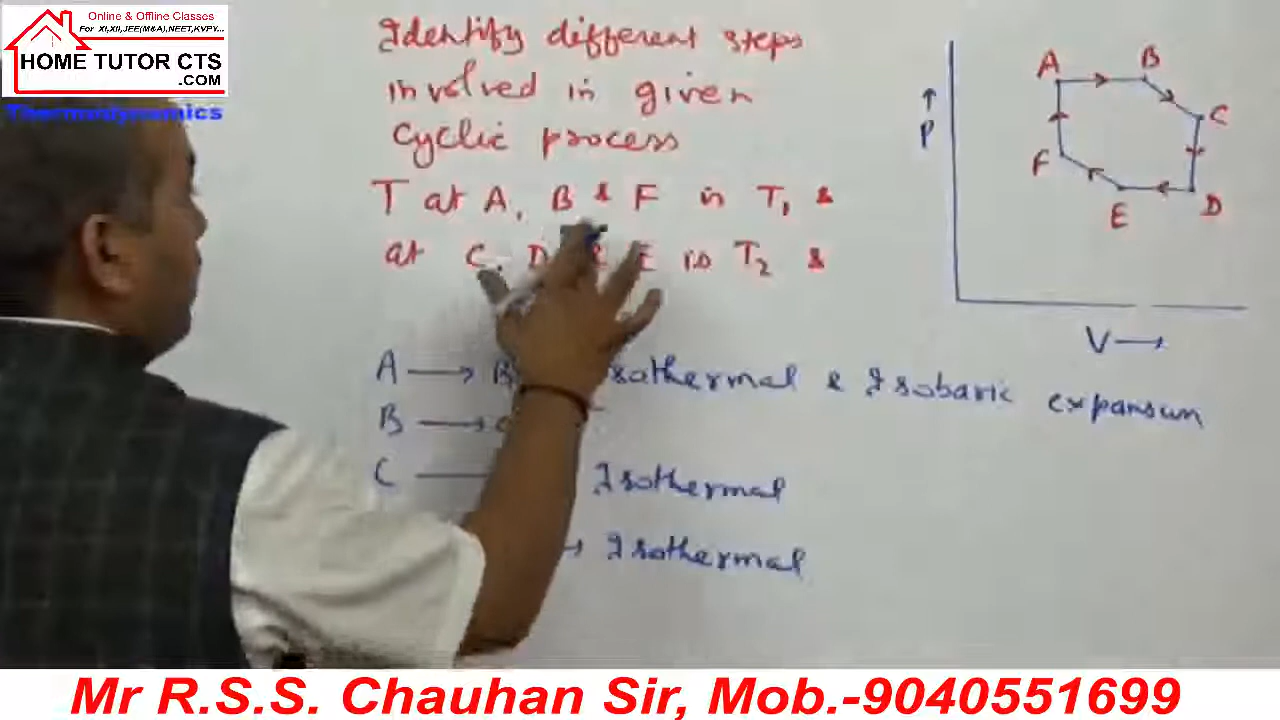 Online & Offline Classes
For XI,XII,JEE(M&A),NEET,KVPY...
HOME TUTOR CTS
.COM
Thermodynamics
Identify different steps
involved in given
Cyclic process
T at A, B & F is T1 &
at C, D & E is T2 &
A → B Isothermal & Isobaric expansun
B → C
C Isothermal
→ Isothermal
A
B
C
D
E
F
↑
P
V →
Mr R.S.S. Chauhan Sir, Mob.-9040551699